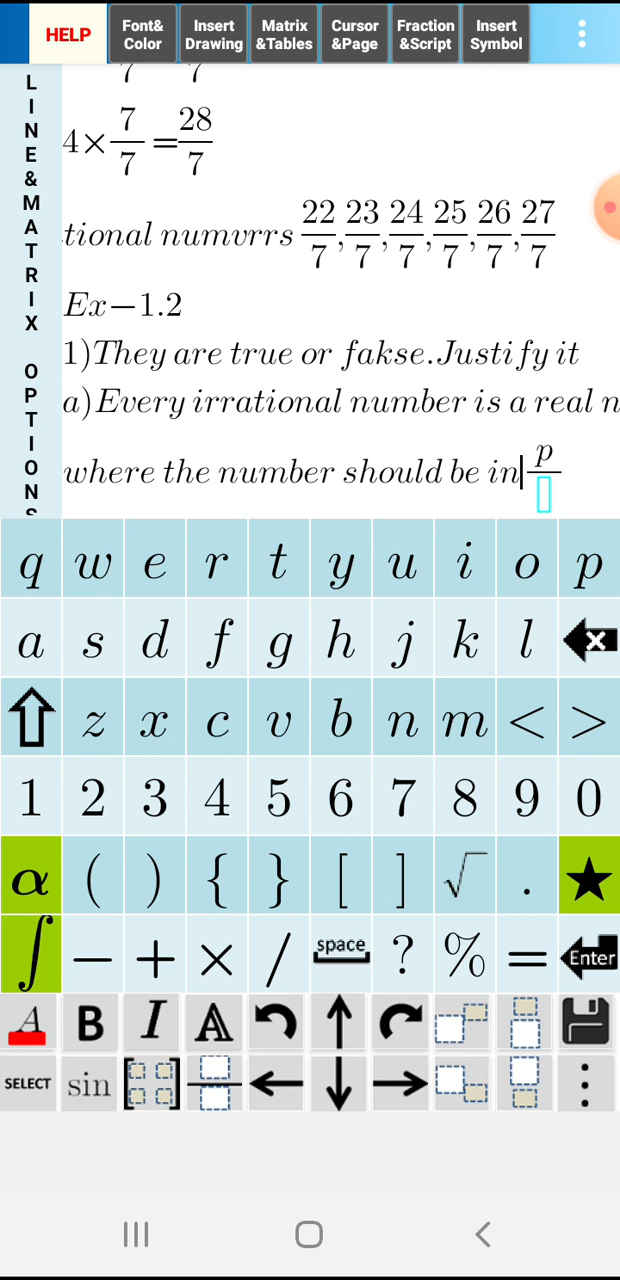 HELP Font& Color Insert Drawing Matrix &Tables Cursor &Page Fraction &Script Insert Symbol
LINE&MATRIX OPTIONS
7 7
4×7/7=28/7
tional numvrrs 22/7,23/7,24/7,25/7,26/7,27/7
Ex−1.2
1)They are true or fakse.Justify it
a)Every irrational number is a real n
where the number should be in p/
q w e r t y u i o p
a s d f g h j k l
z x c v b n m < >
1 2 3 4 5 6 7 8 9 0
α ( ) { } [ ] √ . ★
∫ − + × / space ? % = Enter
A B I A
SELECT sin